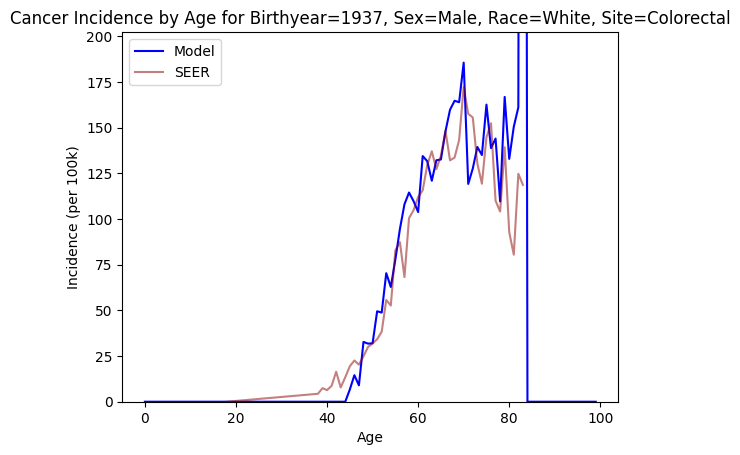 Cancer Incidence by Age for Birthyear=1937, Sex=Male, Race=White, Site=Colorectal
Model
SEER
Incidence (per 100k)
200
175
150
125
100
75
50
25
0
0 20 40 60 80 100
Age